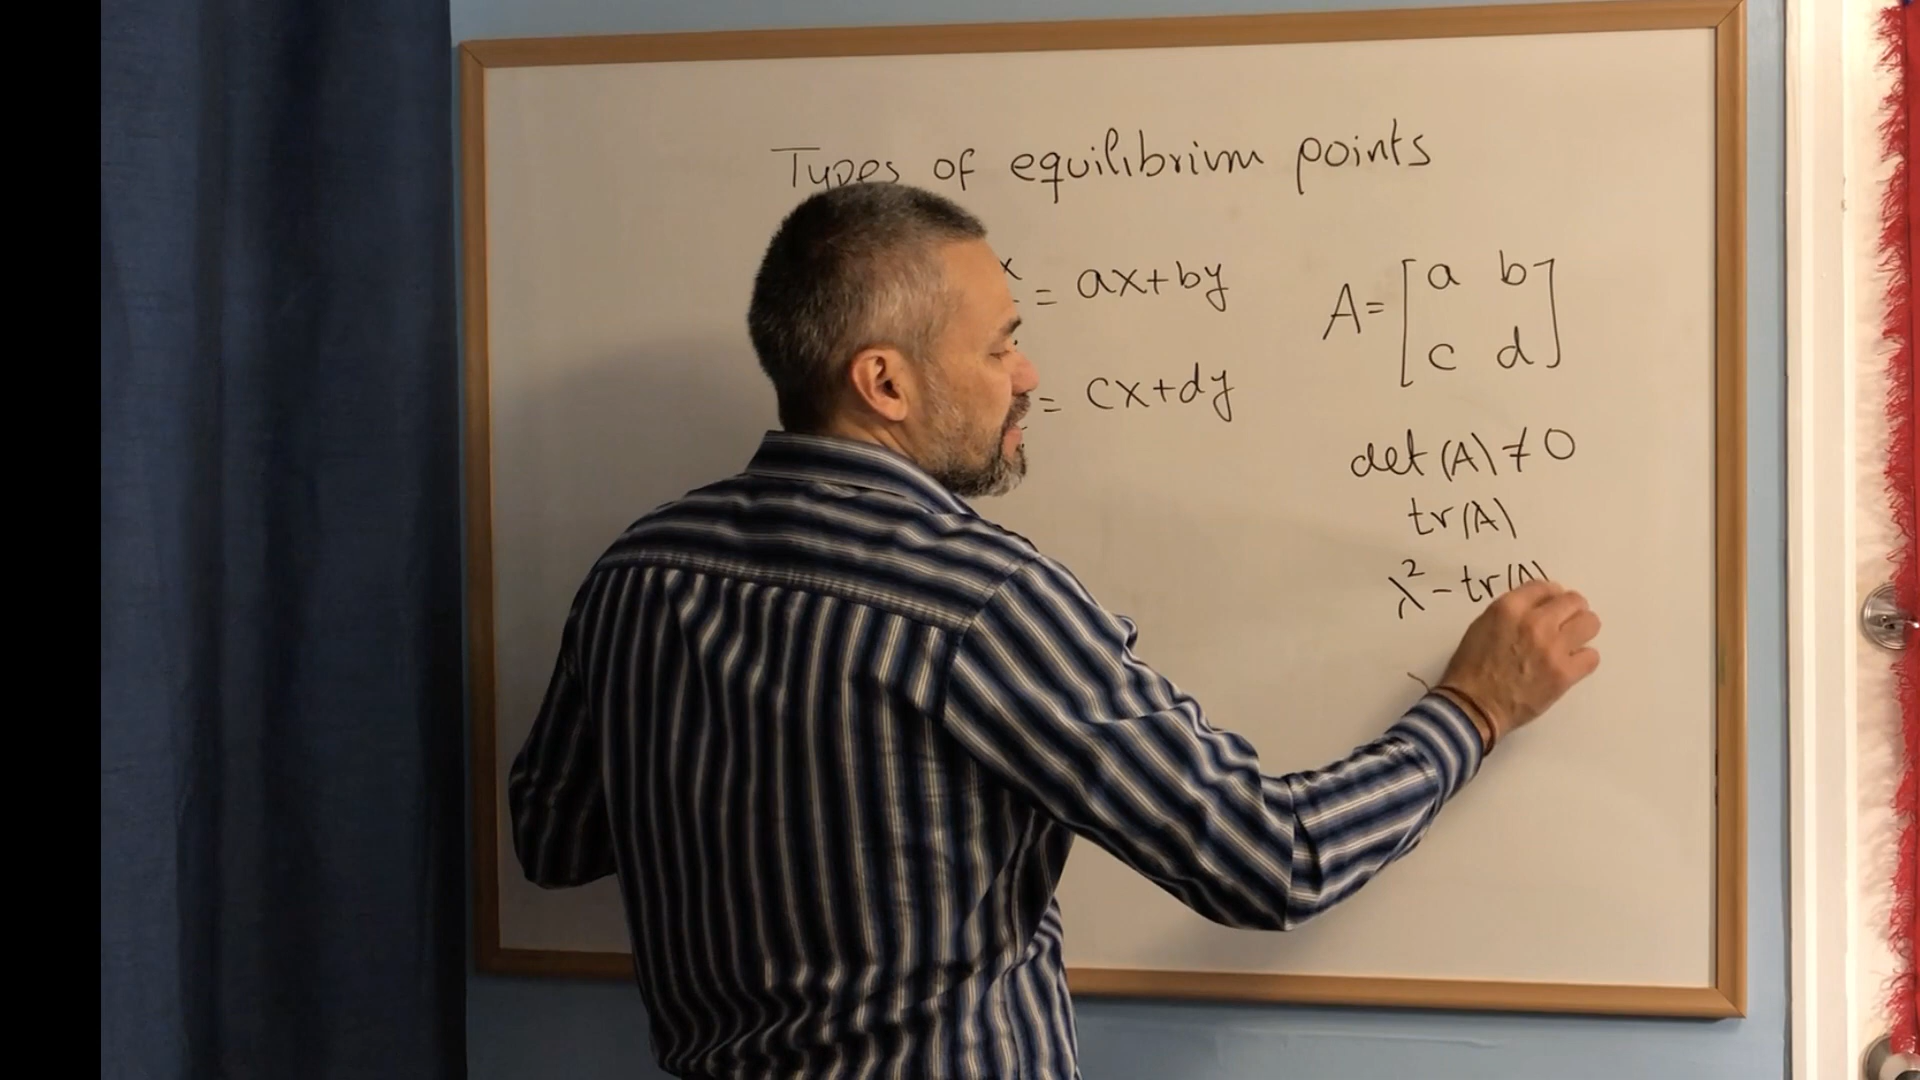 Types of equilibrium points
x
= ax+by
= cx+dy
A= [a b
c d]
det (A) ≠ 0
tr(A)
λ² - tr(A)